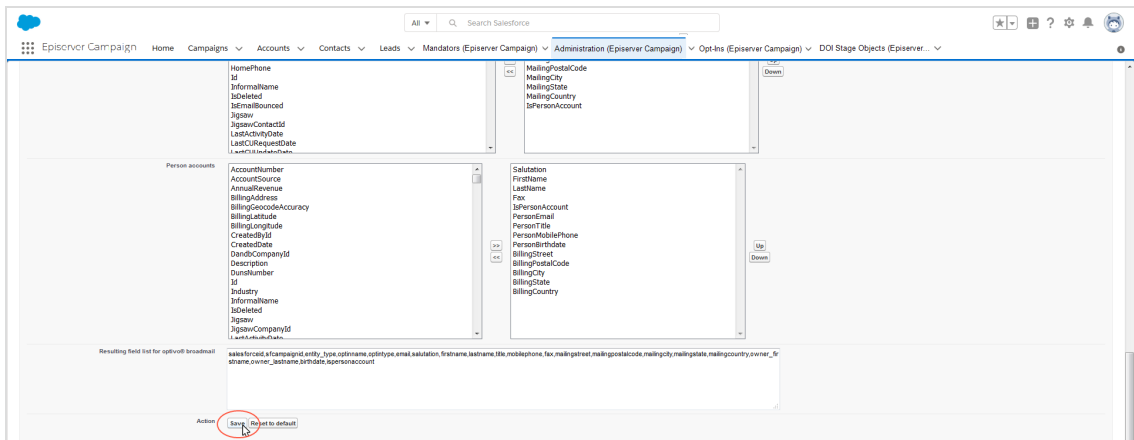 All
Search Salesforce
Episerver Campaign Home Campaigns Accounts Contacts Leads Mandators (Episerver Campaign) Administration (Episerver Campaign) Opt-Ins (Episerver Campaign) DOI Stage Objects (Episerver...
HomePhone
Id
InformalName
IsDeleted
IsEmailBounced
Jigsaw
JigsawContactId
LastActivityDate
LastCURequestDate
LastCUUpdateDate
<<
MailingPostalCode
MailingCity
MailingState
MailingCountry
IsPersonAccount
Up
Down
Person accounts
AccountNumber
AccountSource
AnnualRevenue
BillingAddress
BillingGeocodeAccuracy
BillingLatitude
BillingLongitude
CreatedById
CreatedDate
DandbCompanyId
Description
DunsNumber
Id
Industry
InformalName
IsDeleted
Jigsaw
JigsawCompanyId
LastActivityDate
>>
<<
Salutation
FirstName
LastName
Fax
IsPersonAccount
PersonEmail
PersonTitle
PersonMobilePhone
PersonBirthdate
BillingStreet
BillingPostalCode
BillingCity
BillingState
BillingCountry
Up
Down
Resulting field list for optivo® broadmail
salesforceid,sfcampaignid,entity_type,optinname,optintype,email,salutation,firstname,lastname,title,mobilephone,fax,mailingstreet,mailingpostalcode,mailingcity,mailingstate,mailingcountry,owner_fir
stname,owner_lastname,birthdate,ispersonaccount
Action
Save
Reset to default